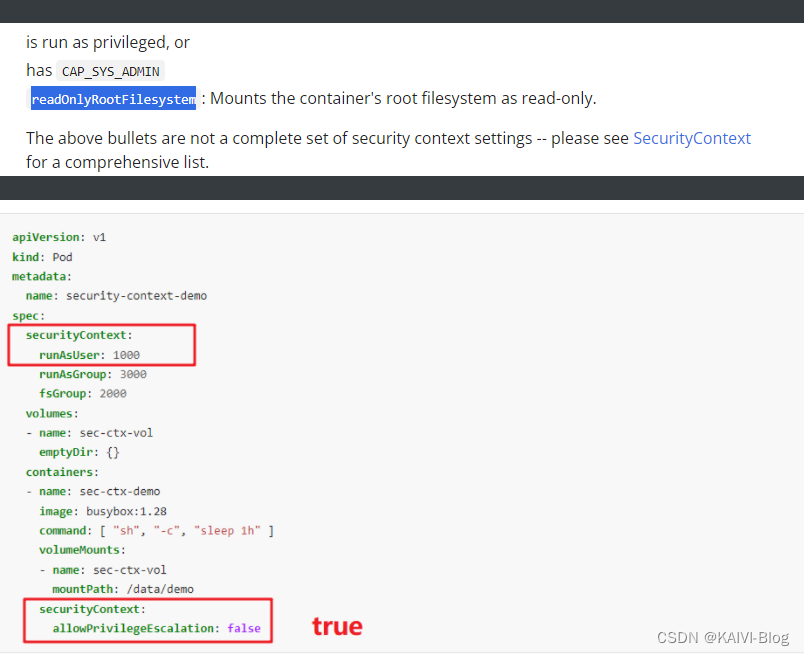 is run as privileged, or
has CAP_SYS_ADMIN
readOnlyRootFilesystem : Mounts the container's root filesystem as read-only.
The above bullets are not a complete set of security context settings -- please see SecurityContext
for a comprehensive list.
apiVersion: v1
kind: Pod
metadata:
  name: security-context-demo
spec:
  securityContext:
    runAsUser: 1000
    runAsGroup: 3000
    fsGroup: 2000
  volumes:
  - name: sec-ctx-vol
    emptyDir: {}
  containers:
  - name: sec-ctx-demo
    image: busybox:1.28
    command: [ "sh", "-c", "sleep 1h" ]
    volumeMounts:
    - name: sec-ctx-vol
      mountPath: /data/demo
    securityContext:
      allowPrivilegeEscalation: false
true
CSDN @KAIVI-Blog